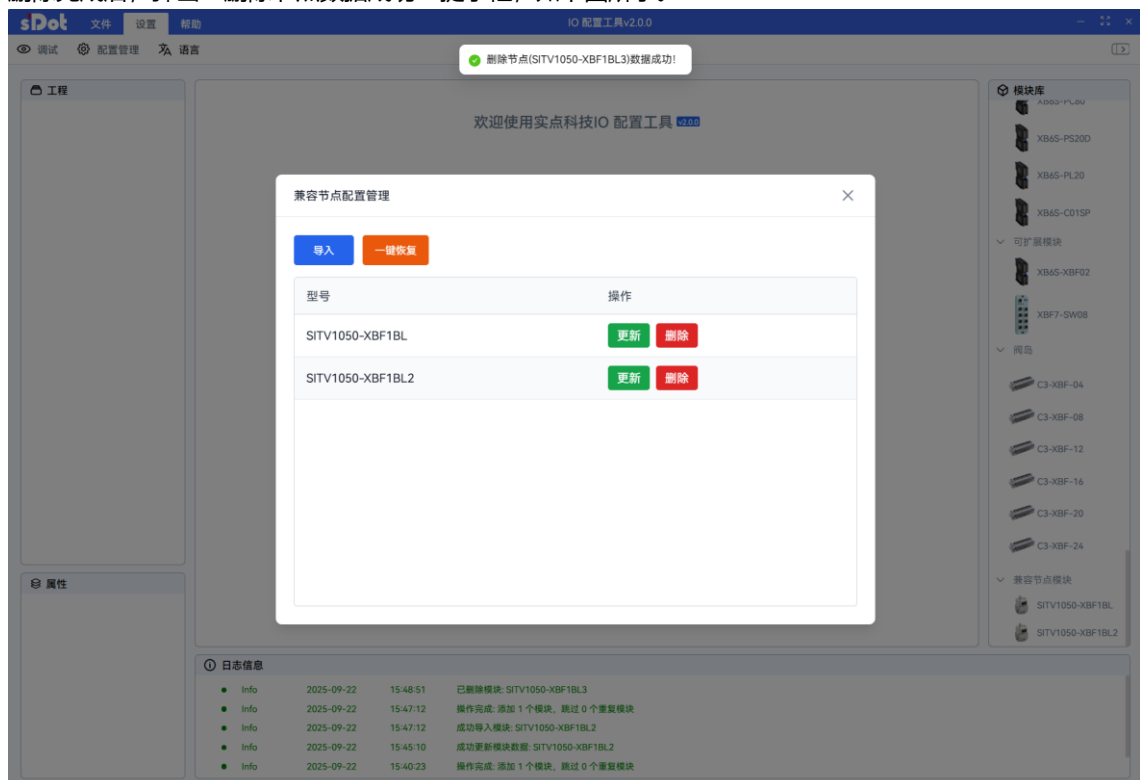 sDot 文件 设置 帮助 IO 配置工具v2.0.0
调试 配置管理 语言
删除节点(SITV1050-XBF1BL3)数据成功!
工程
欢迎使用实点科技IO 配置工具 v2.0.0
模块库
XB6S-PS20D
XB6S-PL20
XB6S-C01SP
可扩展模块
XB6S-XBF02
XBF7-SW08
阀岛
C3-XBF-04
C3-XBF-08
C3-XBF-12
C3-XBF-16
C3-XBF-20
C3-XBF-24
兼容节点模块
SITV1050-XBF1BL
SITV1050-XBF1BL2
兼容节点配置管理
导入 一键恢复
型号 操作
SITV1050-XBF1BL 更新 删除
SITV1050-XBF1BL2 更新 删除
属性
日志信息
Info 2025-09-22 15:48:51 已删除模块: SITV1050-XBF1BL3
Info 2025-09-22 15:47:12 操作完成: 添加 1 个模块, 跳过 0 个重复模块
Info 2025-09-22 15:47:12 成功导入模块: SITV1050-XBF1BL2
Info 2025-09-22 15:45:10 成功更新模块数据: SITV1050-XBF1BL2
Info 2025-09-22 15:40:23 操作完成: 添加 1 个模块, 跳过 0 个重复模块